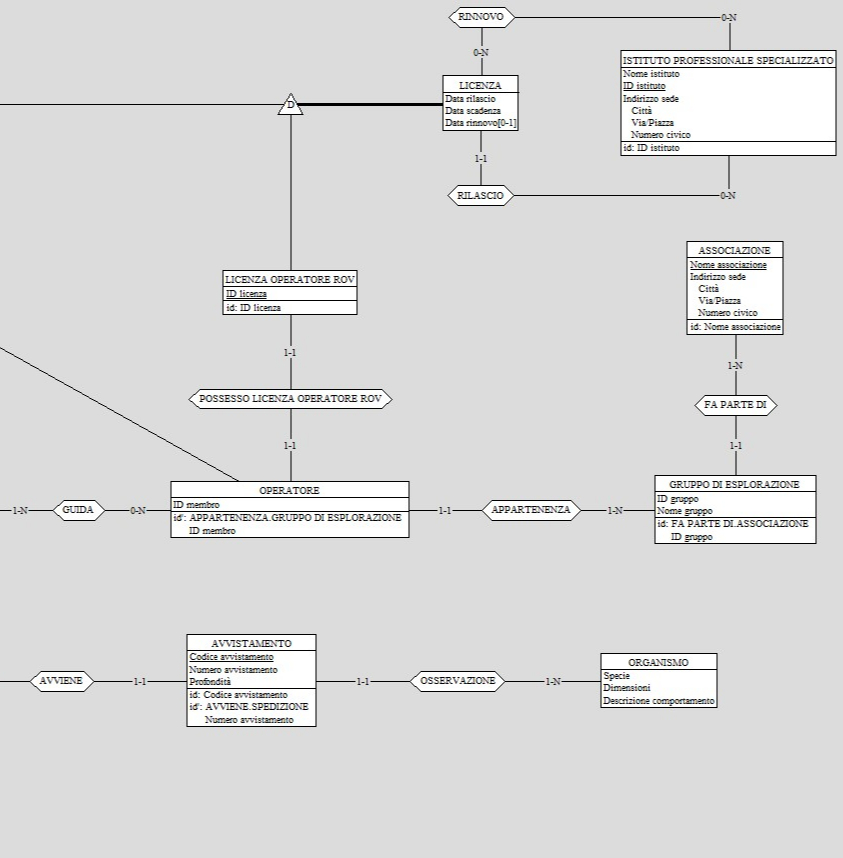 RINNOVO
0-N
0-N
ISTITUTO PROFESSIONALE SPECIALIZZATO
Nome istituto
ID istituto
Indirizzo sede
Città
Via/Piazza
Numero civico
id: ID istituto
LICENZA
Data rilascio
Data scadenza
Data rinnovo[0-1]
D
1-1
RILASCIO
0-N
ASSOCIAZIONE
Nome associazione
Indirizzo sede
Città
Via/Piazza
Numero civico
id: Nome associazione
LICENZA OPERATORE ROV
ID licenza
id: ID licenza
1-1
1-N
POSSESSO LICENZA OPERATORE ROV
FA PARTE DI
1-1
1-1
OPERATORE
ID membro
id': APPARTENENZA.GRUPPO DI ESPLORAZIONE
ID membro
GRUPPO DI ESPLORAZIONE
ID gruppo
Nome gruppo
id: FA PARTE DI.ASSOCIAZIONE
ID gruppo
1-N
GUIDA
0-N
1-1
APPARTENENZA
1-N
AVVISTAMENTO
Codice avvistamento
Numero avvistamento
Profondità
id: Codice avvistamento
id': AVVIENE.SPEDIZIONE
Numero avvistamento
ORGANISMO
Specie
Dimensioni
Descrizione comportamento
AVVIENE
1-1
1-1
OSSERVAZIONE
1-N